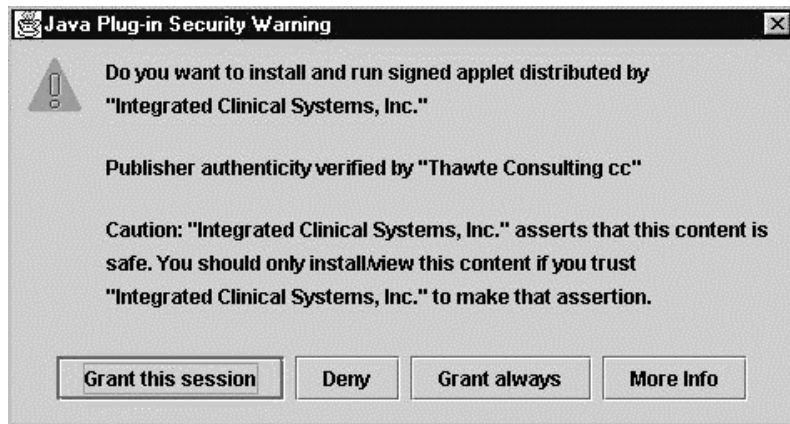 Java Plug-in Security Warning
Do you want to install and run signed applet distributed by
"Integrated Clinical Systems, Inc."
Publisher authenticity verified by "Thawte Consulting cc"
Caution: "Integrated Clinical Systems, Inc." asserts that this content is
safe. You should only install/view this content if you trust
"Integrated Clinical Systems, Inc." to make that assertion.
Grant this session Deny Grant always More Info